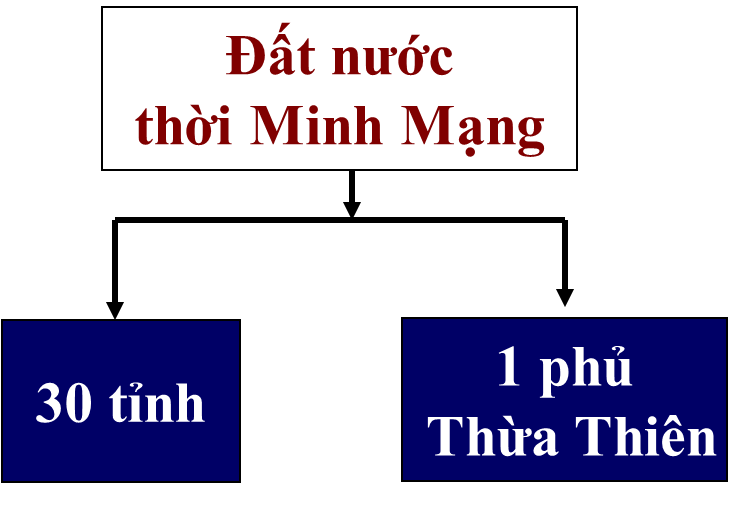 Đất nước
thời Minh Mạng
30 tỉnh
1 phủ
Thừa Thiên